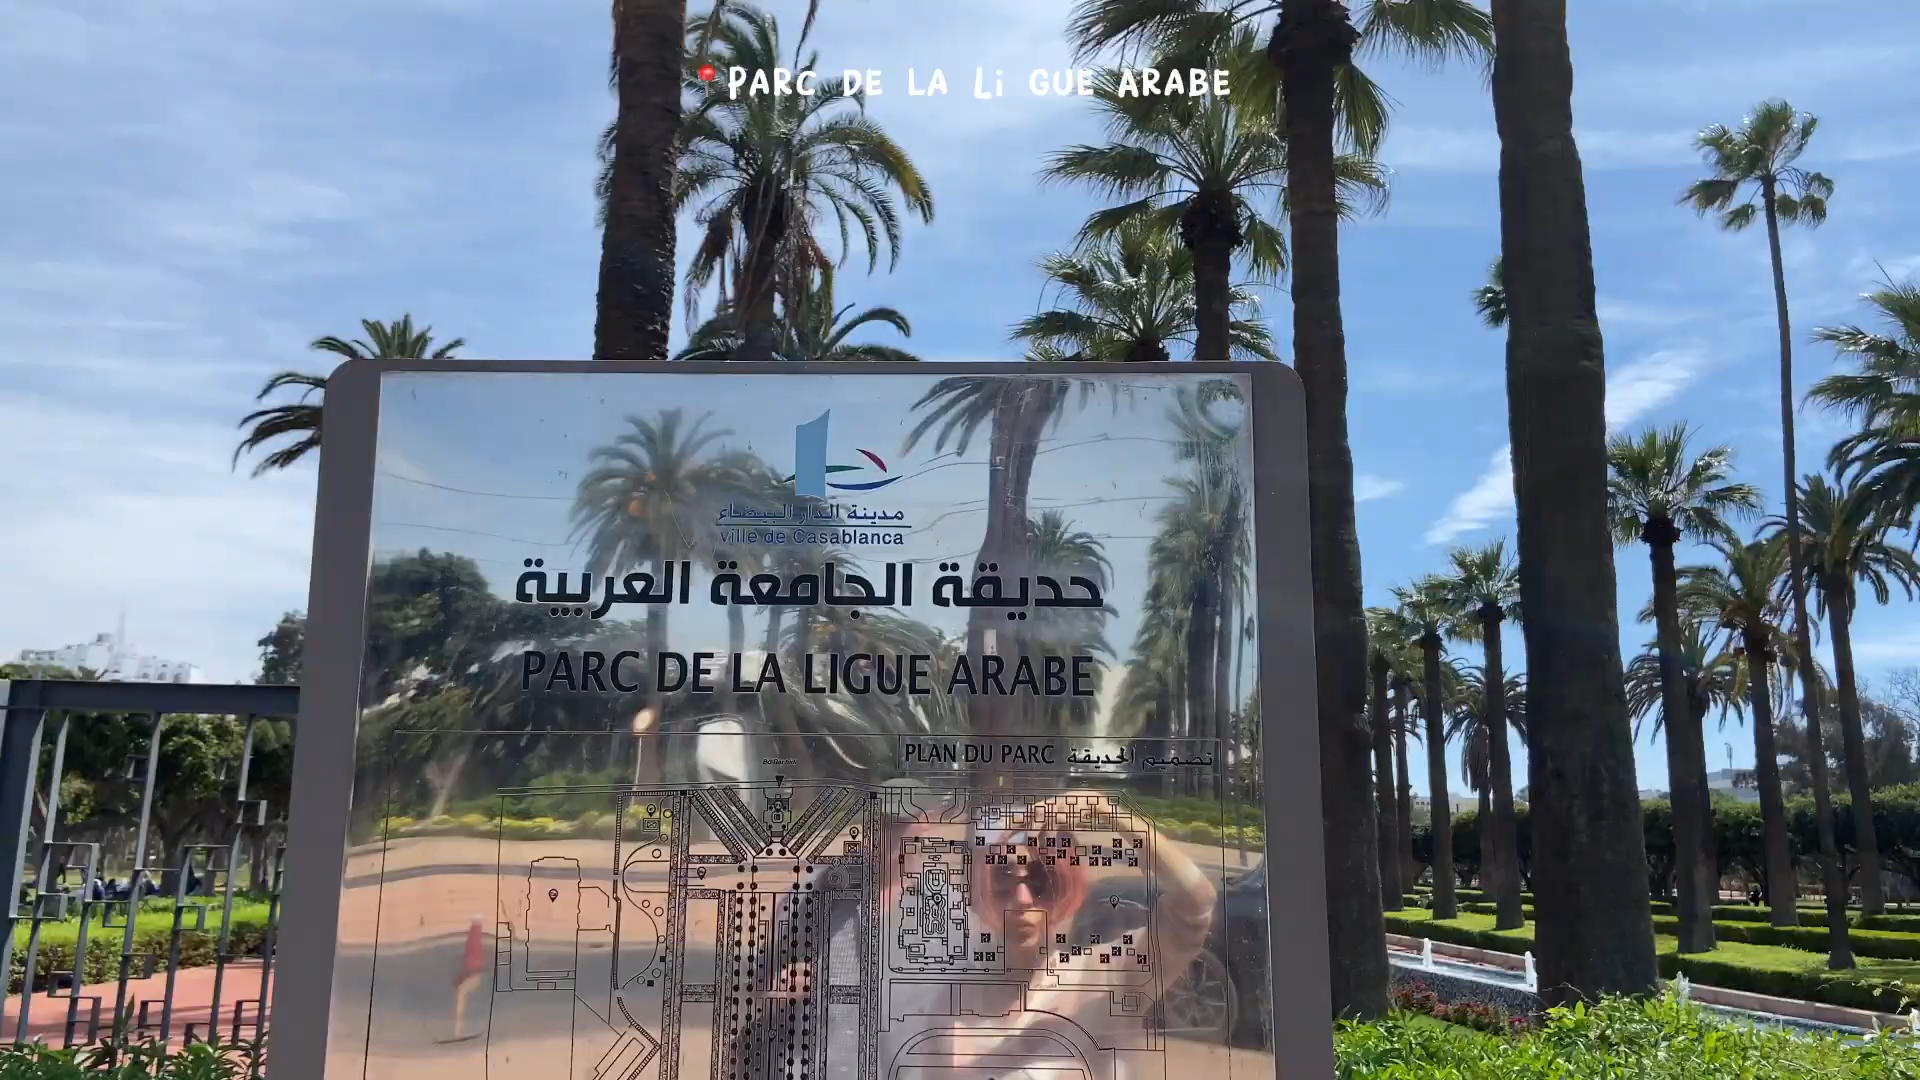 PARC DE LA Li GUE ARABE
مدينة الدار البيضاء
ville de Casablanca
حديقة الجامعة العربية
PARC DE LA LIGUE ARABE
PLAN DU PARC تصميم الحديقة